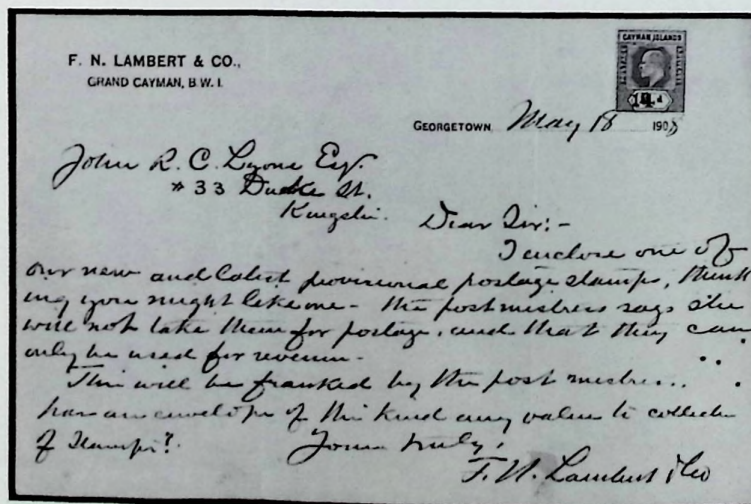 F. N. LAMBERT & CO.,
GRAND CAYMAN, B. W. I.
CAYMAN ISLANDS
GEORGETOWN, May 18 1908
John R. C. Lyons Esq
# 33 Duke St.
Kingston.
Dear Sir:-
I enclose one of
our new and latest provisional postage stamps, think
ing you might like one - the postmistress says she
will not take them for postage, and that they can
only be used for revenue -
This will be franked by the post mistress..
has an envelope of this kind any value to collectors
of stamps?
Yours truly,
F. N. Lambert & Co